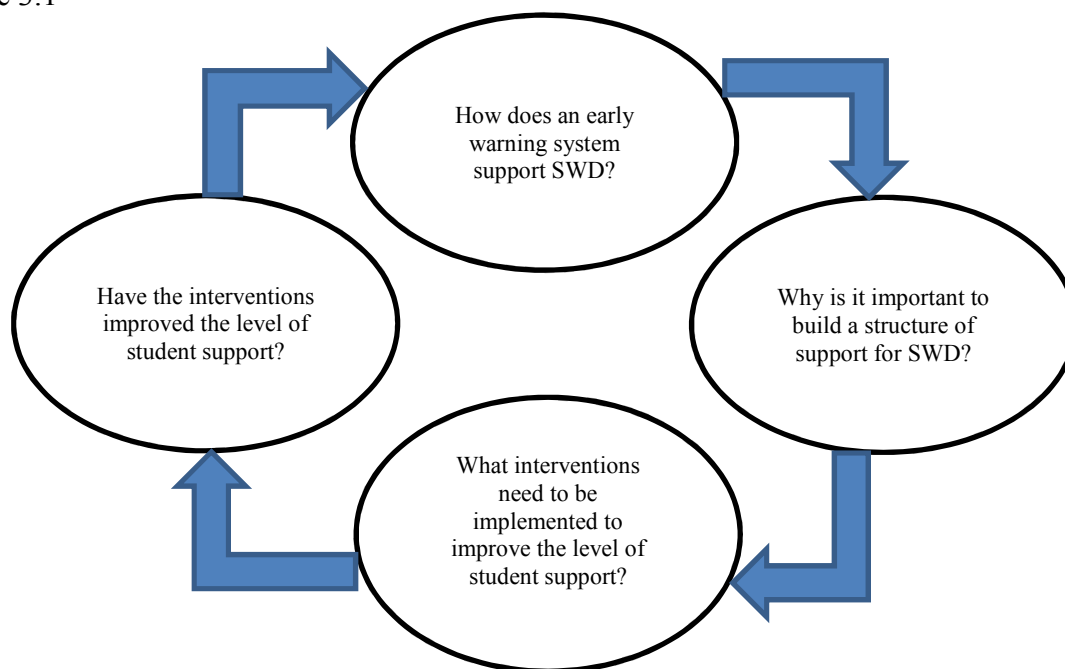 3.1
How does an early
warning system
support SWD?
Why is it important to
build a structure of
support for SWD?
What interventions
need to be
implemented to
improve the level of
student support?
Have the interventions
improved the level of
student support?